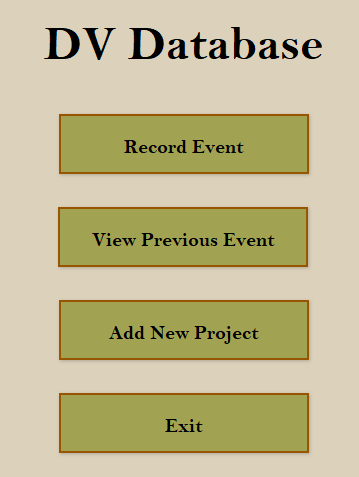 DV Database
Record Event
View Previous Event
Add New Project
Exit